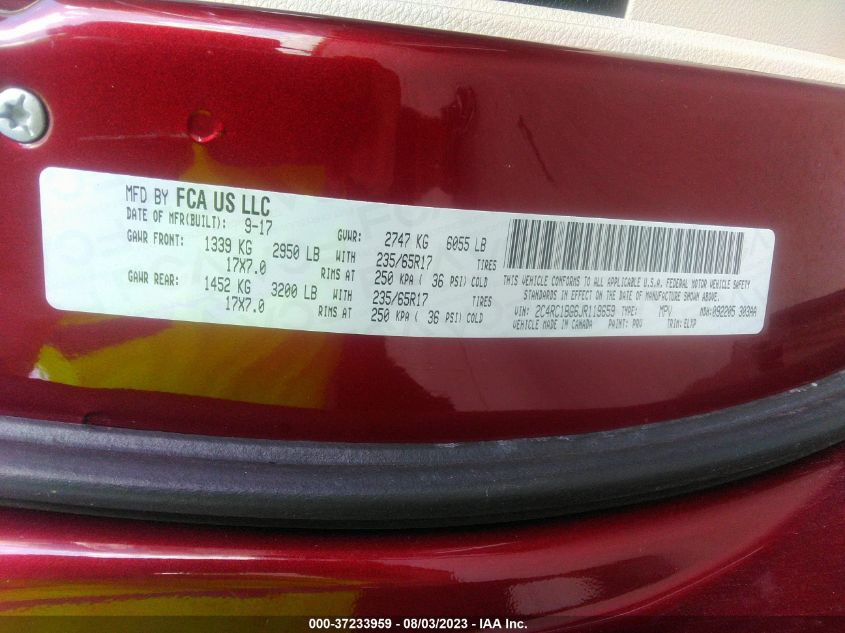 MFD BY FCA US LLC
DATE OF MFR(BUILT): 9-17 GVWR: 2747 KG 6055 LB
GAWR FRONT: 1339 KG 2950 LB WITH 235/65R17 TIRES
17X7.0 RIMS AT 250 KPA ( 36 PSI) COLD
GAWR REAR: 1452 KG 3200 LB WITH 235/65R17 TIRES
17X7.0 RIMS AT 250 KPA ( 36 PSI) COLD
THIS VEHICLE CONFORMS TO ALL APPLICABLE U.S.A. FEDERAL MOTOR VEHICLE SAFETY
STANDARDS IN EFFECT ON THE DATE OF MANUFACTURE SHOWN ABOVE.
VIN: 2C4RC1BG6JR119659 TYPE: MPV MDH:092205 303AA
VEHICLE MADE IN CANADA PAINT: PRV TRIM:
000-37233959 - 08/03/2023 - IAA Inc.